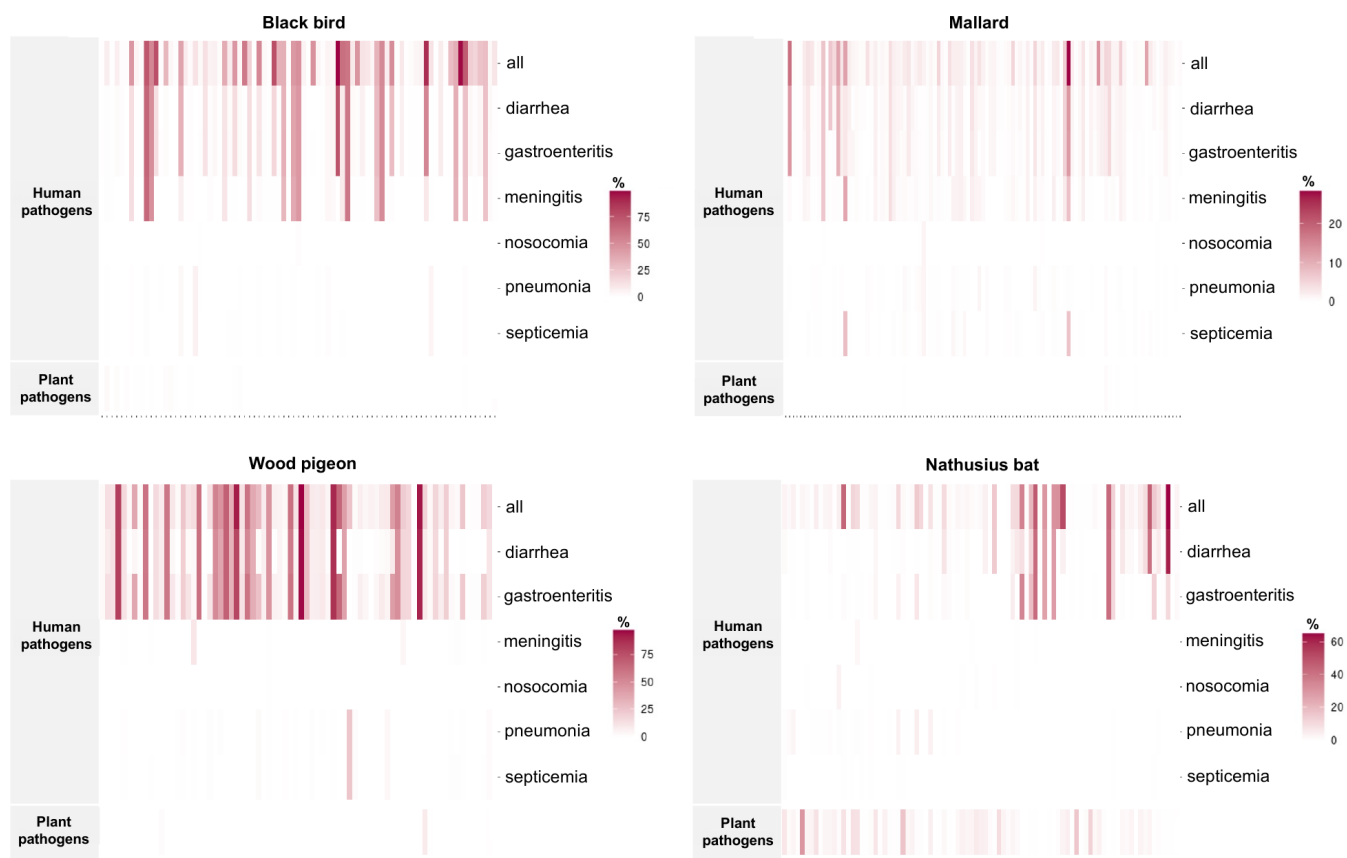 Black bird
all
diarrhea
gastroenteritis
Human
pathogens
meningitis
nosocomia
pneumonia
septicemia
Plant
pathogens
%
75
50
25
0
Mallard
all
diarrhea
gastroenteritis
Human
pathogens
meningitis
nosocomia
pneumonia
septicemia
Plant
pathogens
%
20
10
0
Wood pigeon
all
diarrhea
gastroenteritis
Human
pathogens
meningitis
nosocomia
pneumonia
septicemia
Plant
pathogens
%
75
50
25
0
Nathusius bat
all
diarrhea
gastroenteritis
Human
pathogens
meningitis
nosocomia
pneumonia
septicemia
Plant
pathogens
%
60
40
20
0